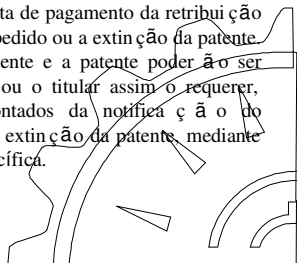 ta de pagamento da retribuição
pedido ou a extinção da patente.
ente e a patente poderão ser
ou o titular assim o requerer,
ontados da notificação do
extinção da patente, mediante
cífica.